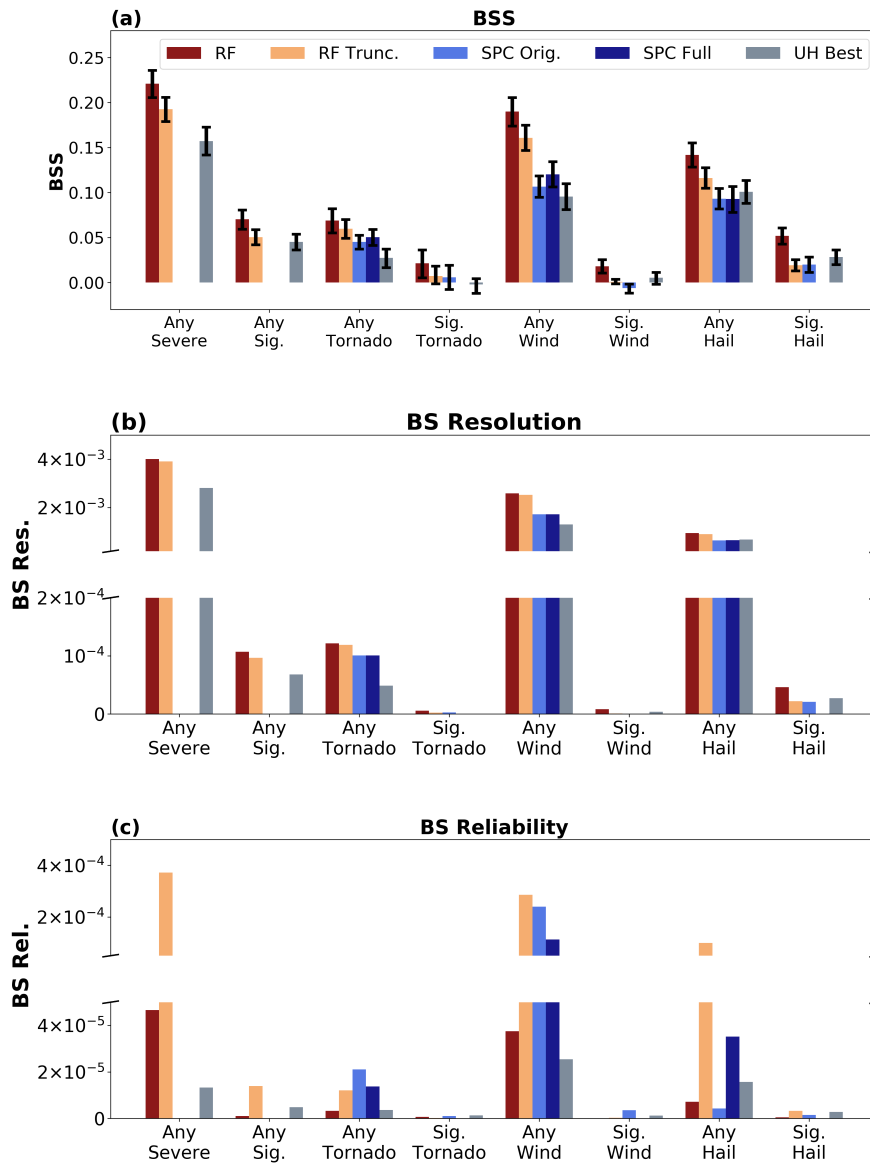 (a) BSS
RF RF Trunc. SPC Orig. SPC Full UH Best
BSS
0.25
0.20
0.15
0.10
0.05
0.00
Any Any Any Sig. Any Sig. Any Sig.
Severe Sig. Tornado Tornado Wind Wind Hail Hail
(b) BS Resolution
BS Res.
4×10⁻³
2×10⁻³
2×10⁻⁴
10⁻⁴
0
Any Any Any Sig. Any Sig. Any Sig.
Severe Sig. Tornado Tornado Wind Wind Hail Hail
(c) BS Reliability
BS Rel.
4×10⁻⁴
2×10⁻⁴
4×10⁻⁵
2×10⁻⁵
0
Any Any Any Sig. Any Sig. Any Sig.
Severe Sig. Tornado Tornado Wind Wind Hail Hail